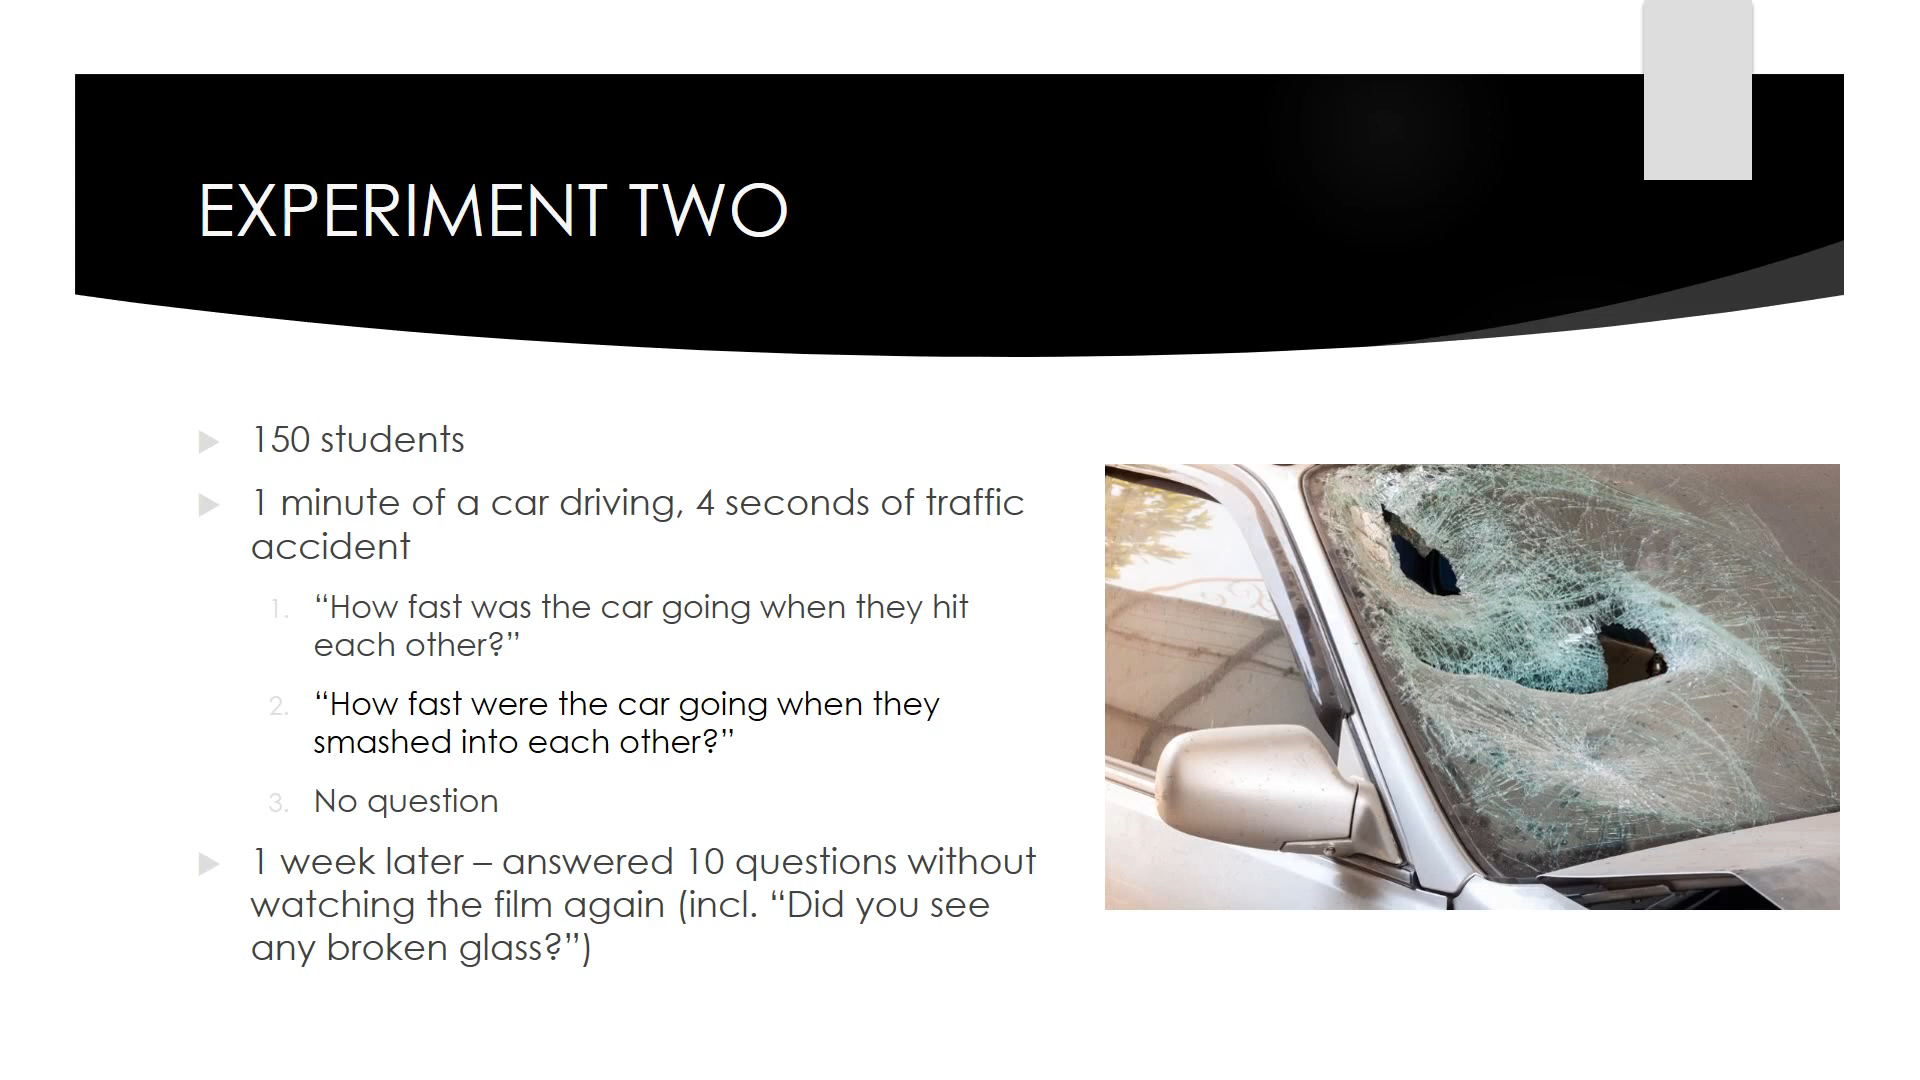 EXPERIMENT TWO
150 students
1 minute of a car driving, 4 seconds of traffic
accident
1. “How fast was the car going when they hit
each other?”
2. “How fast were the car going when they
smashed into each other?”
3. No question
1 week later – answered 10 questions without
watching the film again (incl. “Did you see
any broken glass?”)